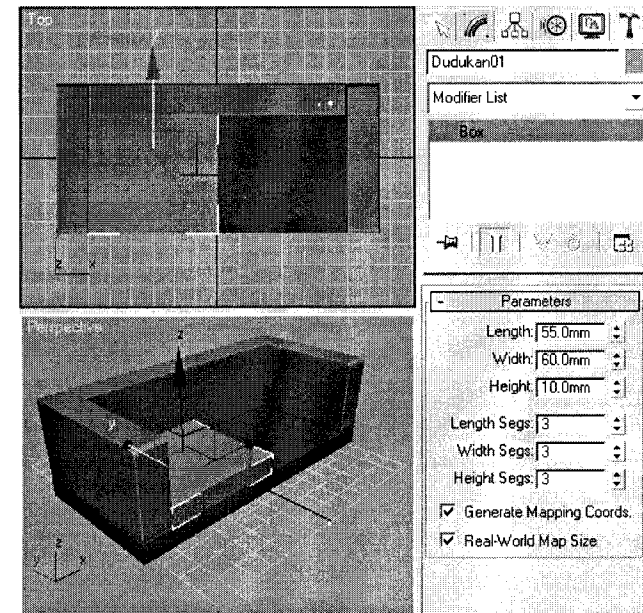 Top
Dudukan01
Modifier List
Box
Parameters
Length: 55.0mm
Width: 60.0mm
Height: 10.0mm
Length Segs: 3
Width Segs: 3
Height Segs: 3
Generate Mapping Coords.
Real-World Map Size
Perspective
z
y
z x
z
y x